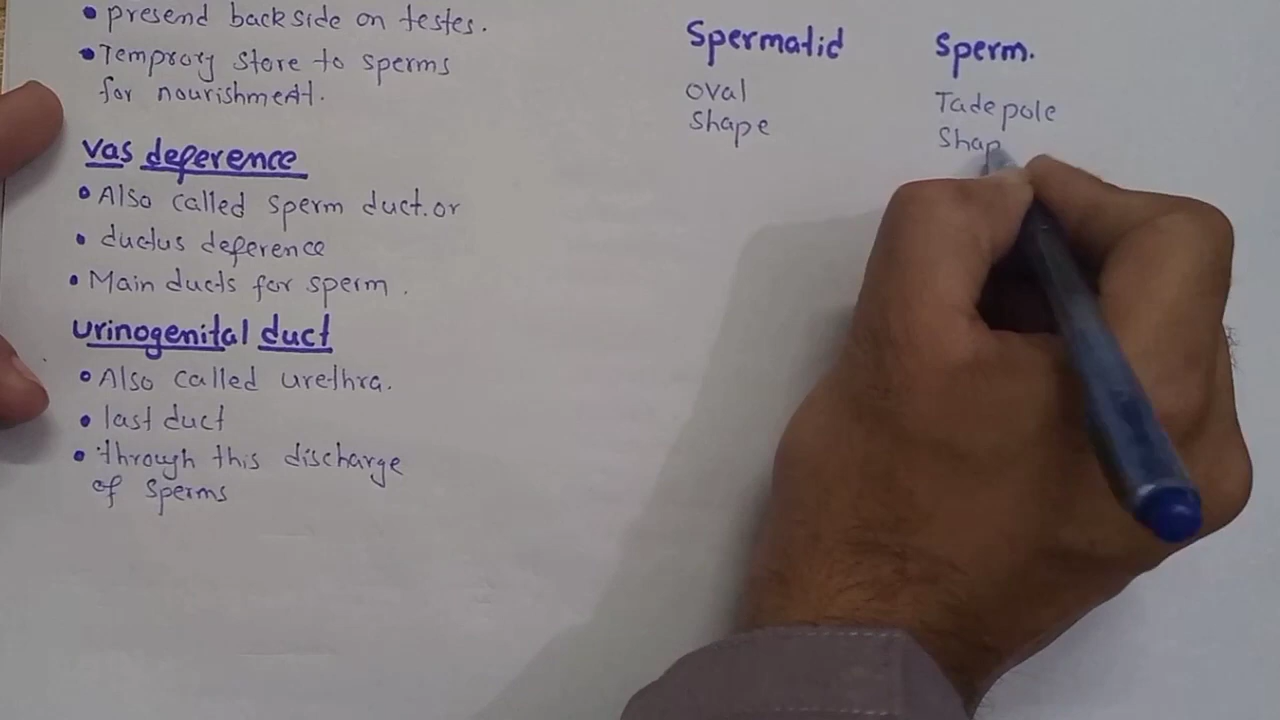 • presend backside on testes.
• Temprory store to sperms
for nourishment.
vas deference
• Also called sperm duct.or
• ductus deference
• Main ducts for sperm.
urinogenital duct
• Also called urethra.
• last duct
• through this discharge
of sperms
Spermatid
oval
shape
Sperm.
Tadepole
Shap